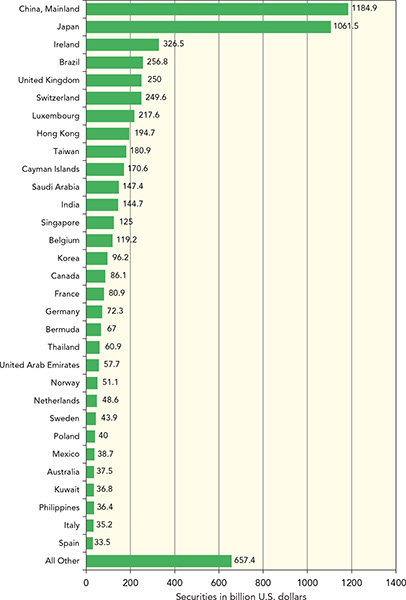 China, Mainland 1184.9
Japan 1061.5
Ireland 326.5
Brazil 256.8
United Kingdom 250
Switzerland 249.6
Luxembourg 217.6
Hong Kong 194.7
Taiwan 180.9
Cayman Islands 170.6
Saudi Arabia 147.4
India 144.7
Singapore 125
Belgium 119.2
Korea 96.2
Canada 86.1
France 80.9
Germany 72.3
Bermuda 67
Thailand 60.9
United Arab Emirates 57.7
Norway 51.1
Netherlands 48.6
Sweden 43.9
Poland 40
Mexico 38.7
Australia 37.5
Kuwait 36.8
Philippines 36.4
Italy 35.2
Spain 33.5
All Other 657.4
0 200 400 600 800 1000 1200 1400
Securities in billion U.S. dollars